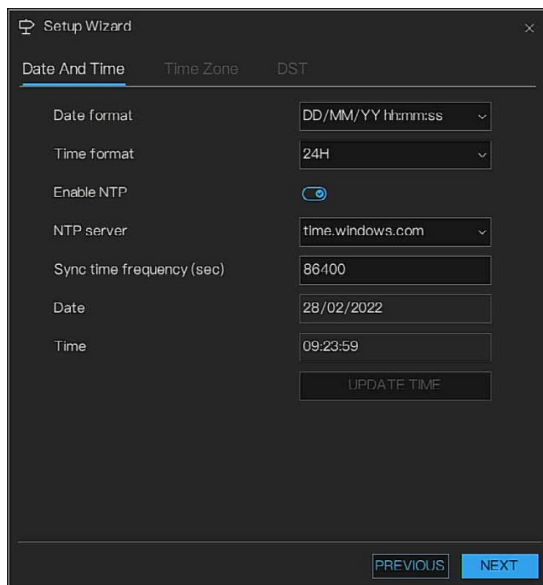 Setup Wizard
Date And Time Time Zone DST
Date format DD/MM/YY hh:mm:ss
Time format 24H
Enable NTP
NTP server time.windows.com
Sync time frequency (sec) 86400
Date 28/02/2022
Time 09:23:59
UPDATE TIME
PREVIOUS NEXT